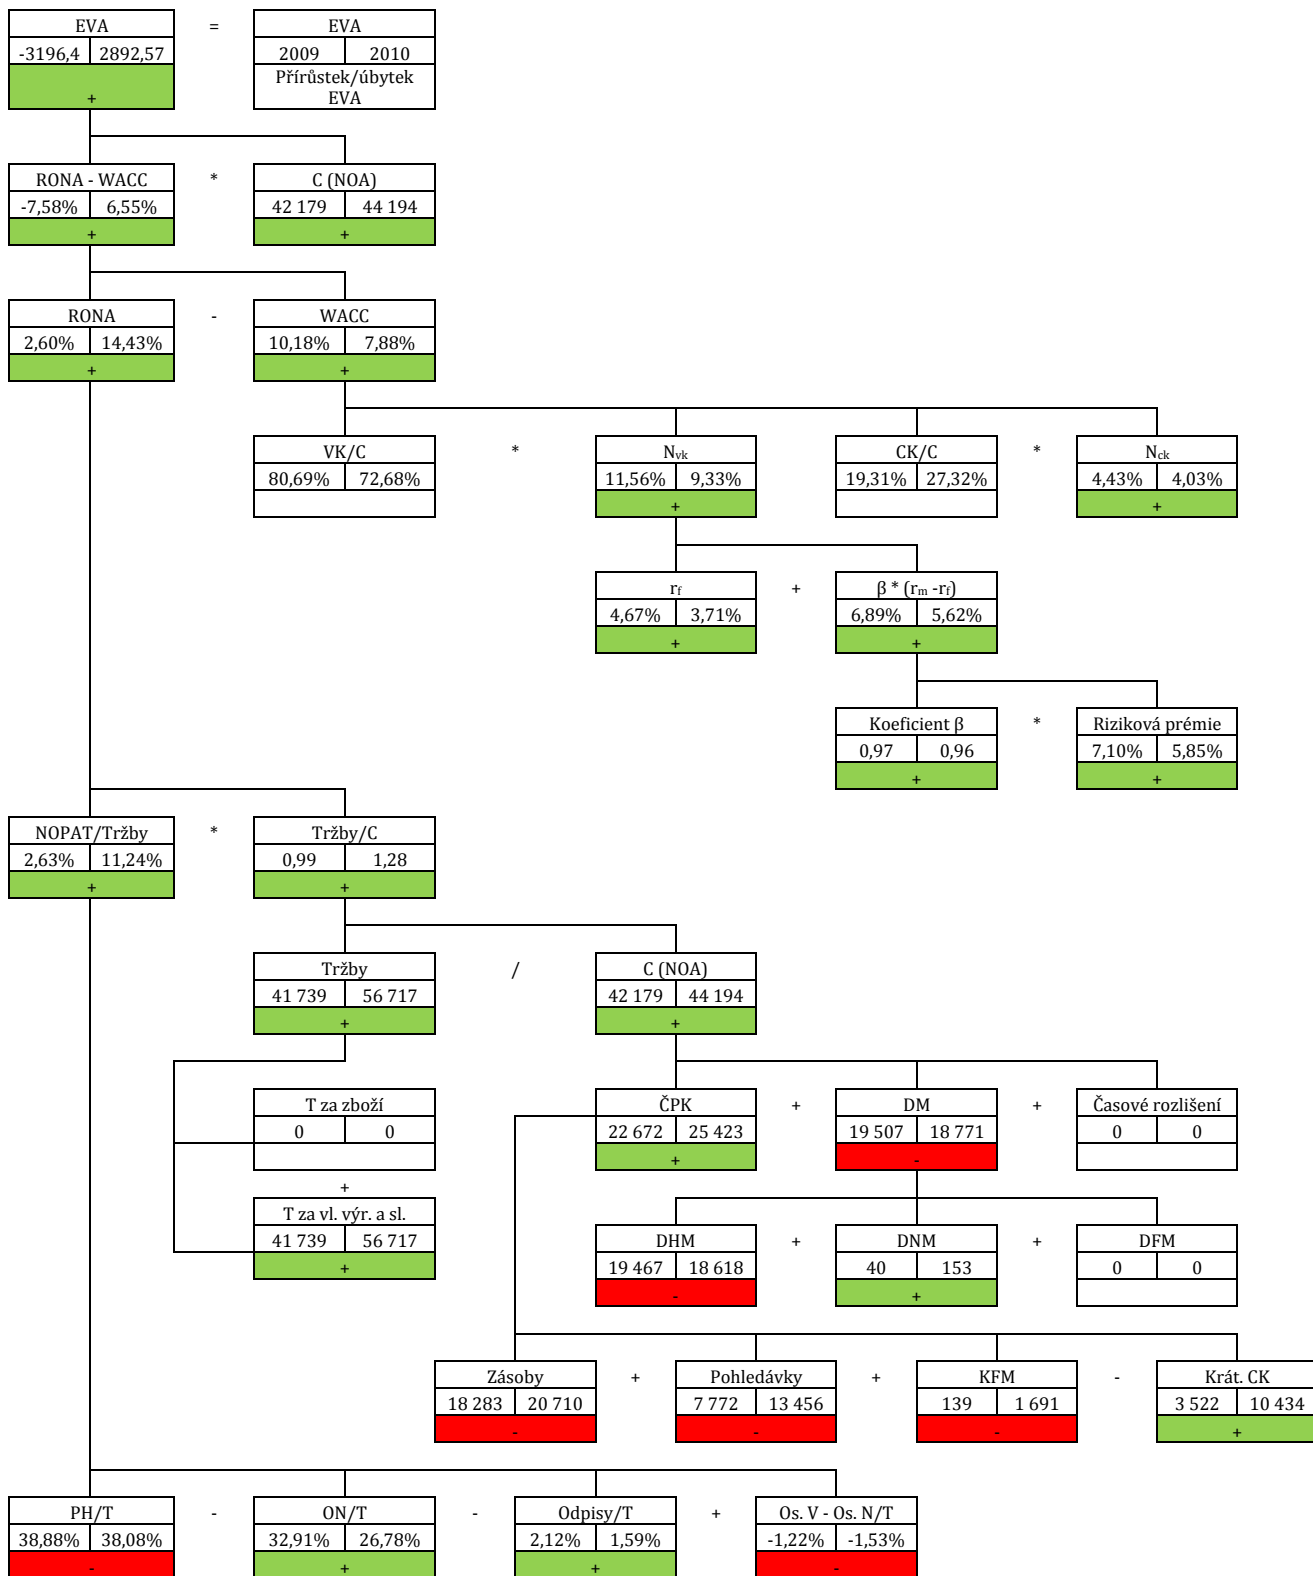 EVA = EVA
-3196,4 2892,57 2009 2010
Přírůstek/úbytek
EVA
+
RONA - WACC * C (NOA)
-7,58% 6,55% 42 179 44 194
+ +
RONA - WACC
2,60% 14,43% 10,18% 7,88%
+ +
VK/C * Nvk CK/C * Nck
80,69% 72,68% 11,56% 9,33% 19,31% 27,32% 4,43% 4,03%
+ +
rf + β * (rm -rf)
4,67% 3,71% 6,89% 5,62%
+ +
Koeficient β * Riziková prémie
0,97 0,96 7,10% 5,85%
+ +
NOPAT/Tržby * Tržby/C
2,63% 11,24% 0,99 1,28
+ +
Tržby / C (NOA)
41 739 56 717 42 179 44 194
+ +
T za zboží ČPK + DM + Časové rozlišení
0 0 22 672 25 423 19 507 18 771 0 0
+ -
+
T za vl. výr. a sl. DHM + DNM + DFM
41 739 56 717 19 467 18 618 40 153 0 0
+ - +
Zásoby + Pohledávky + KFM - Krát. CK
18 283 20 710 7 772 13 456 139 1 691 3 522 10 434
- - - +
PH/T - ON/T - Odpisy/T + Os. V - Os. N/T
38,88% 38,08% 32,91% 26,78% 2,12% 1,59% -1,22% -1,53%
- + + -